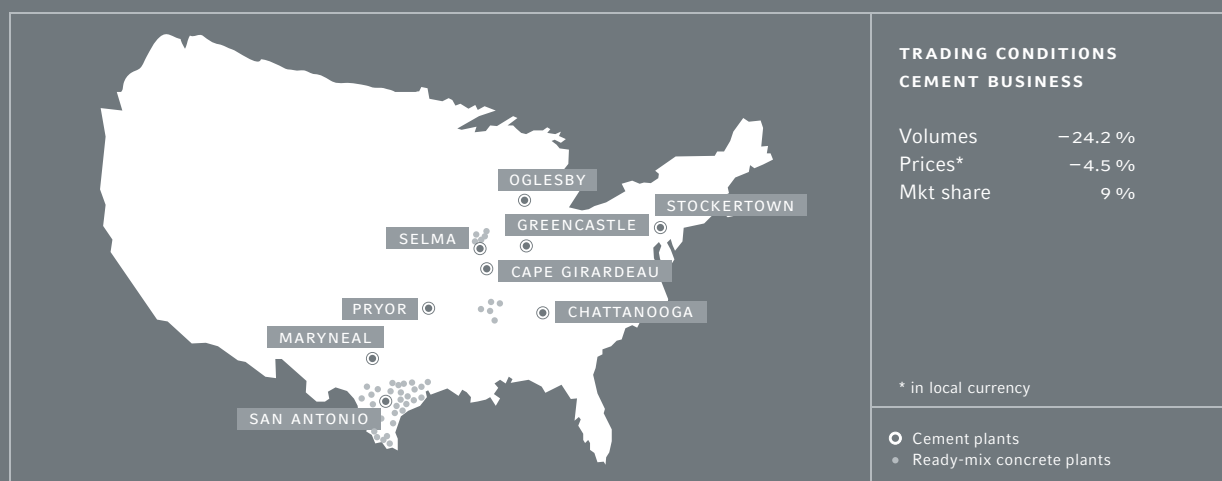 OGLESBY
STOCKERTOWN
GREENCASTLE
SELMA
CAPE GIRARDEAU
PRYOR
CHATTANOOGA
MARYNEAL
SAN ANTONIO
TRADING CONDITIONS
CEMENT BUSINESS
Volumes −24.2 %
Prices* −4.5 %
Mkt share 9 %
* in local currency
Cement plants
Ready-mix concrete plants